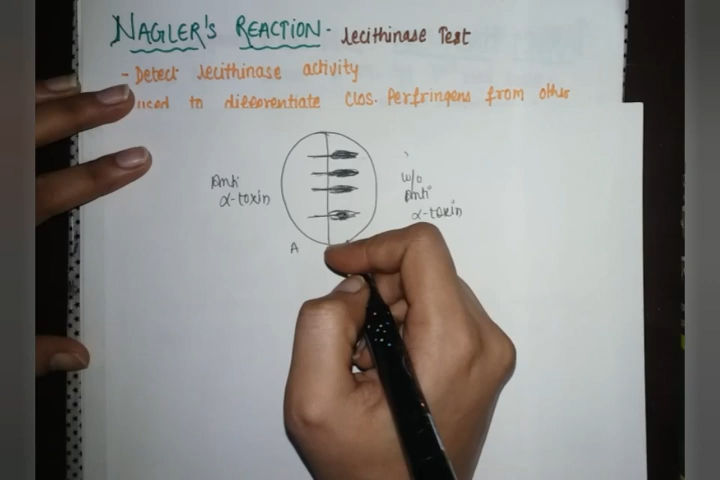 NAGLER'S REACTION - Lecithinase Test
- Detect lecithinase activity
used to differentiate Clos. Perfringens from other
Anti
α-toxin
w/o
Anti
α-toxin
A